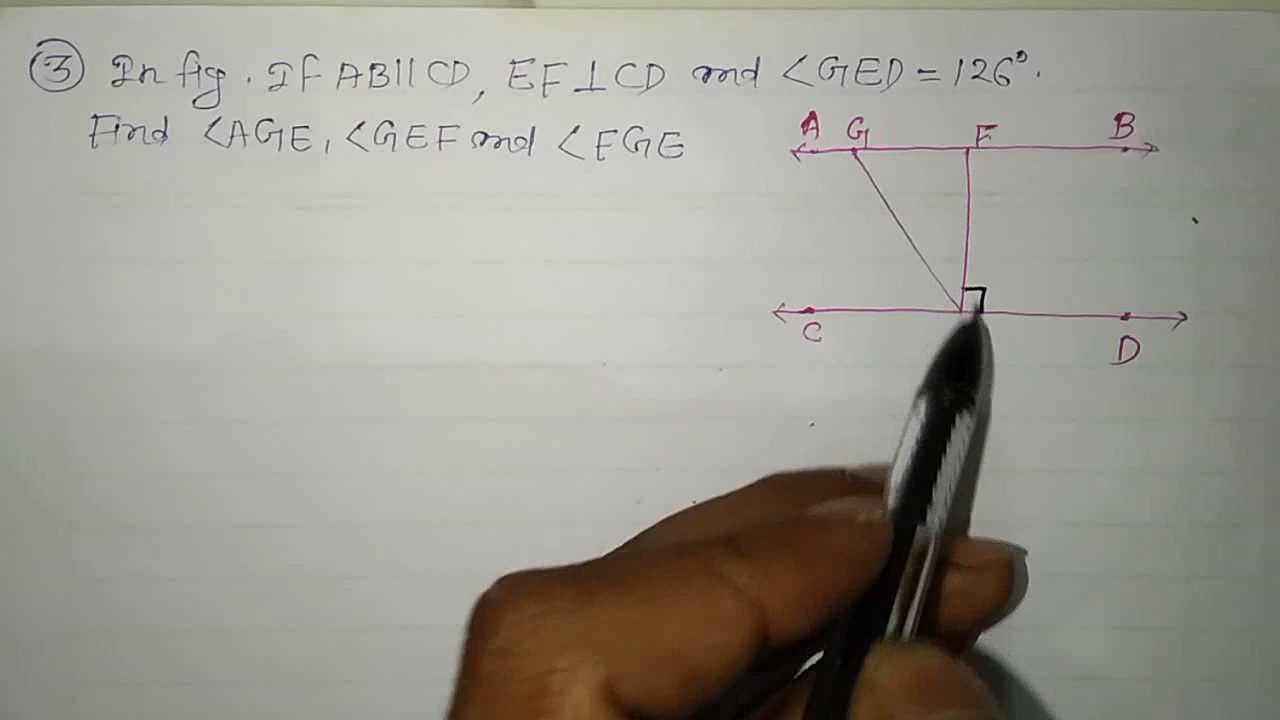 ③ In fig. If AB||CD, EF⊥CD and <GED=126°.
Find <AGE, <GEF and <FGE
A G F B
C
D